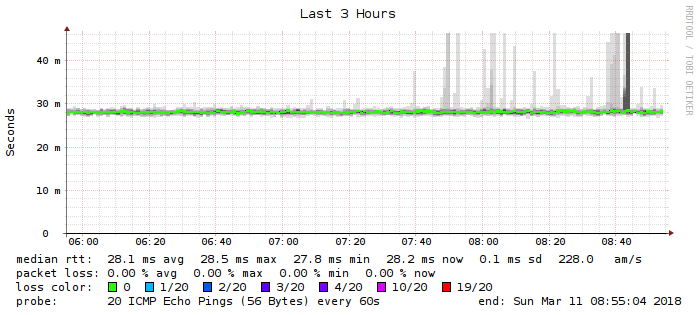 Last 3 Hours
RRDTOOL / TOBI OETIKER
Seconds
40 m
30 m
20 m
10 m
0
06:00 06:20 06:40 07:00 07:20 07:40 08:00 08:20 08:40
median rtt: 28.1 ms avg 28.5 ms max 27.8 ms min 28.2 ms now 0.1 ms sd 228.0 am/s
packet loss: 0.00 % avg 0.00 % max 0.00 % min 0.00 % now
loss color: 0 1/20 2/20 3/20 4/20 10/20 19/20
probe: 20 ICMP Echo Pings (56 Bytes) every 60s end: Sun Mar 11 08:55:04 2018